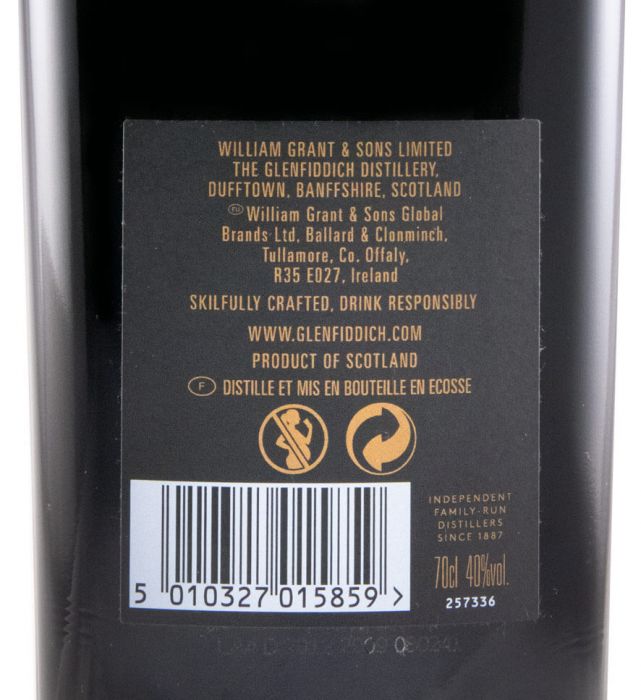 WILLIAM GRANT & SONS LIMITED
THE GLENFIDDICH DISTILLERY,
DUFFTOWN, BANFFSHIRE, SCOTLAND
EU William Grant & Sons Global
Brands Ltd, Ballard & Clonminch,
Tullamore, Co. Offaly,
R35 E027, Ireland
SKILFULLY CRAFTED, DRINK RESPONSIBLY
WWW.GLENFIDDICH.COM
PRODUCT OF SCOTLAND
F DISTILLE ET MIS EN BOUTEILLE EN ECOSSE
INDEPENDENT
FAMILY-RUN
DISTILLERS
SINCE 1887
70cl 40%vol.
257336
5 010327 015859 >